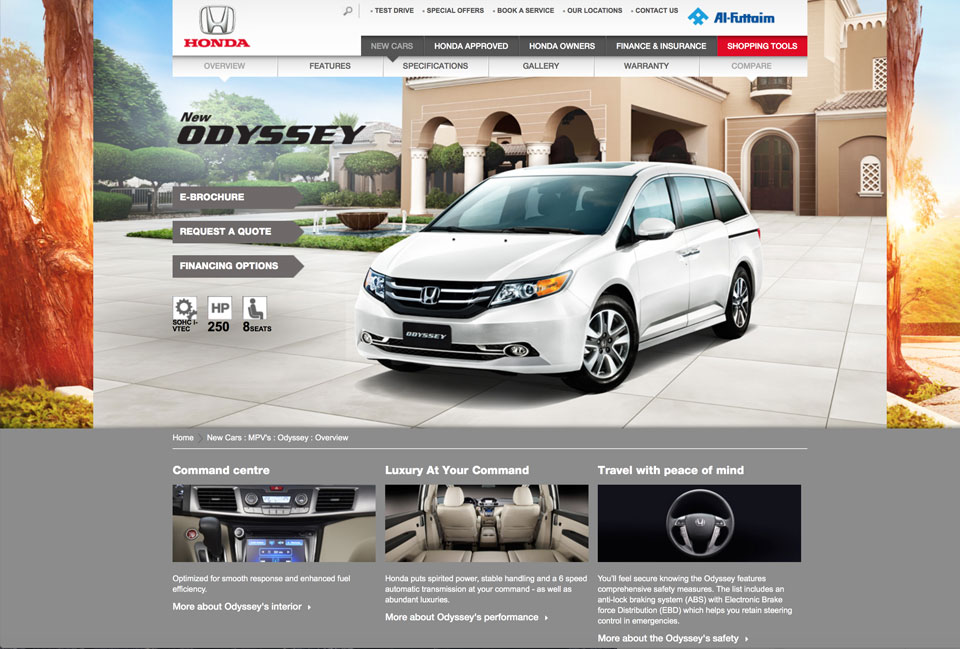 HONDA
TEST DRIVE SPECIAL OFFERS BOOK A SERVICE OUR LOCATIONS CONTACT US
Al-Futtaim
NEW CARS HONDA APPROVED HONDA OWNERS FINANCE & INSURANCE SHOPPING TOOLS
OVERVIEW FEATURES SPECIFICATIONS GALLERY WARRANTY COMPARE
New
ODYSSEY
E-BROCHURE
REQUEST A QUOTE
FINANCING OPTIONS
HP
SOHC i-
VTEC
250
8SEATS
ODYSSEY
Home New Cars : MPV's : Odyssey : Overview
Command centre
Optimized for smooth response and enhanced fuel
efficiency.
More about Odyssey's interior
Luxury At Your Command
Honda puts spirited power, stable handling and a 6 speed
automatic transmission at your command - as well as
abundant luxuries.
More about Odyssey's performance
Travel with peace of mind
You'll feel secure knowing the Odyssey features
comprehensive safety measures. The list includes an
anti-lock braking system (ABS) with Electronic Brake
force Distribution (EBD) which helps you retain steering
control in emergencies.
More about the Odyssey's safety